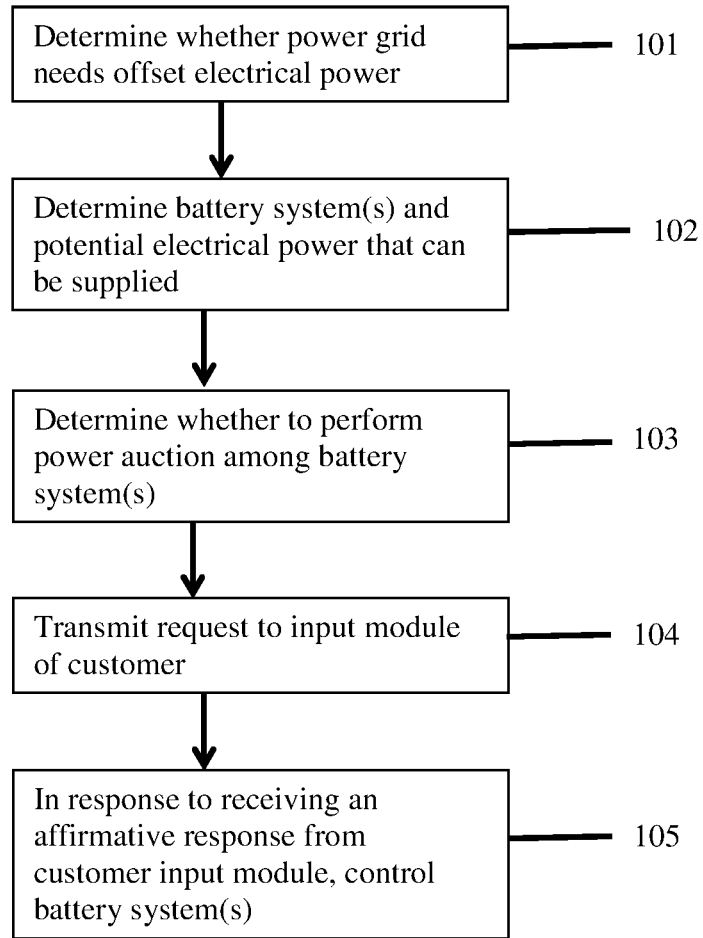 Determine whether power grid
needs offset electrical power
101
Determine battery system(s) and
potential electrical power that can
be supplied
102
Determine whether to perform
power auction among battery
system(s)
103
Transmit request to input module
of customer
104
In response to receiving an
affirmative response from
customer input module, control
battery system(s)
105